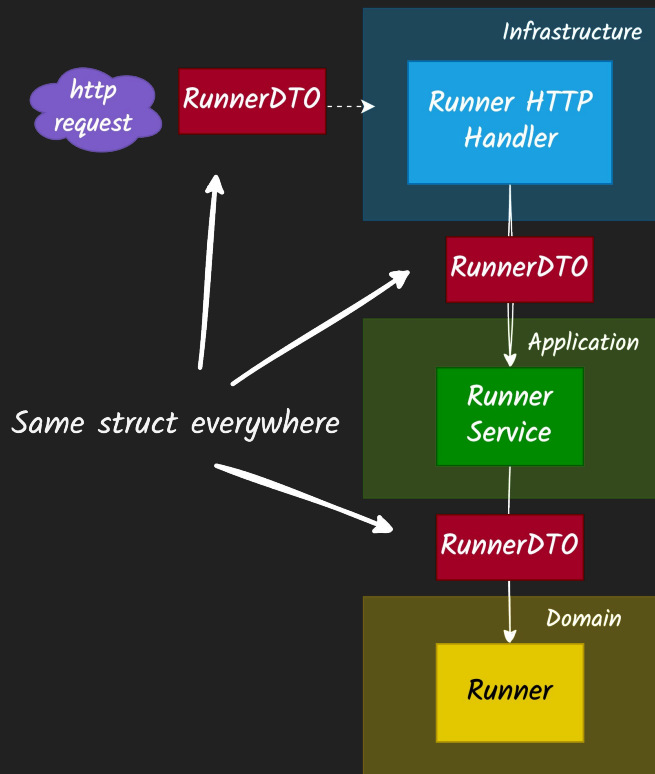 Infrastructure
http
request
RunnerDTO
Runner HTTP
Handler
RunnerDTO
Application
Runner
Service
Same struct everywhere
RunnerDTO
Domain
Runner